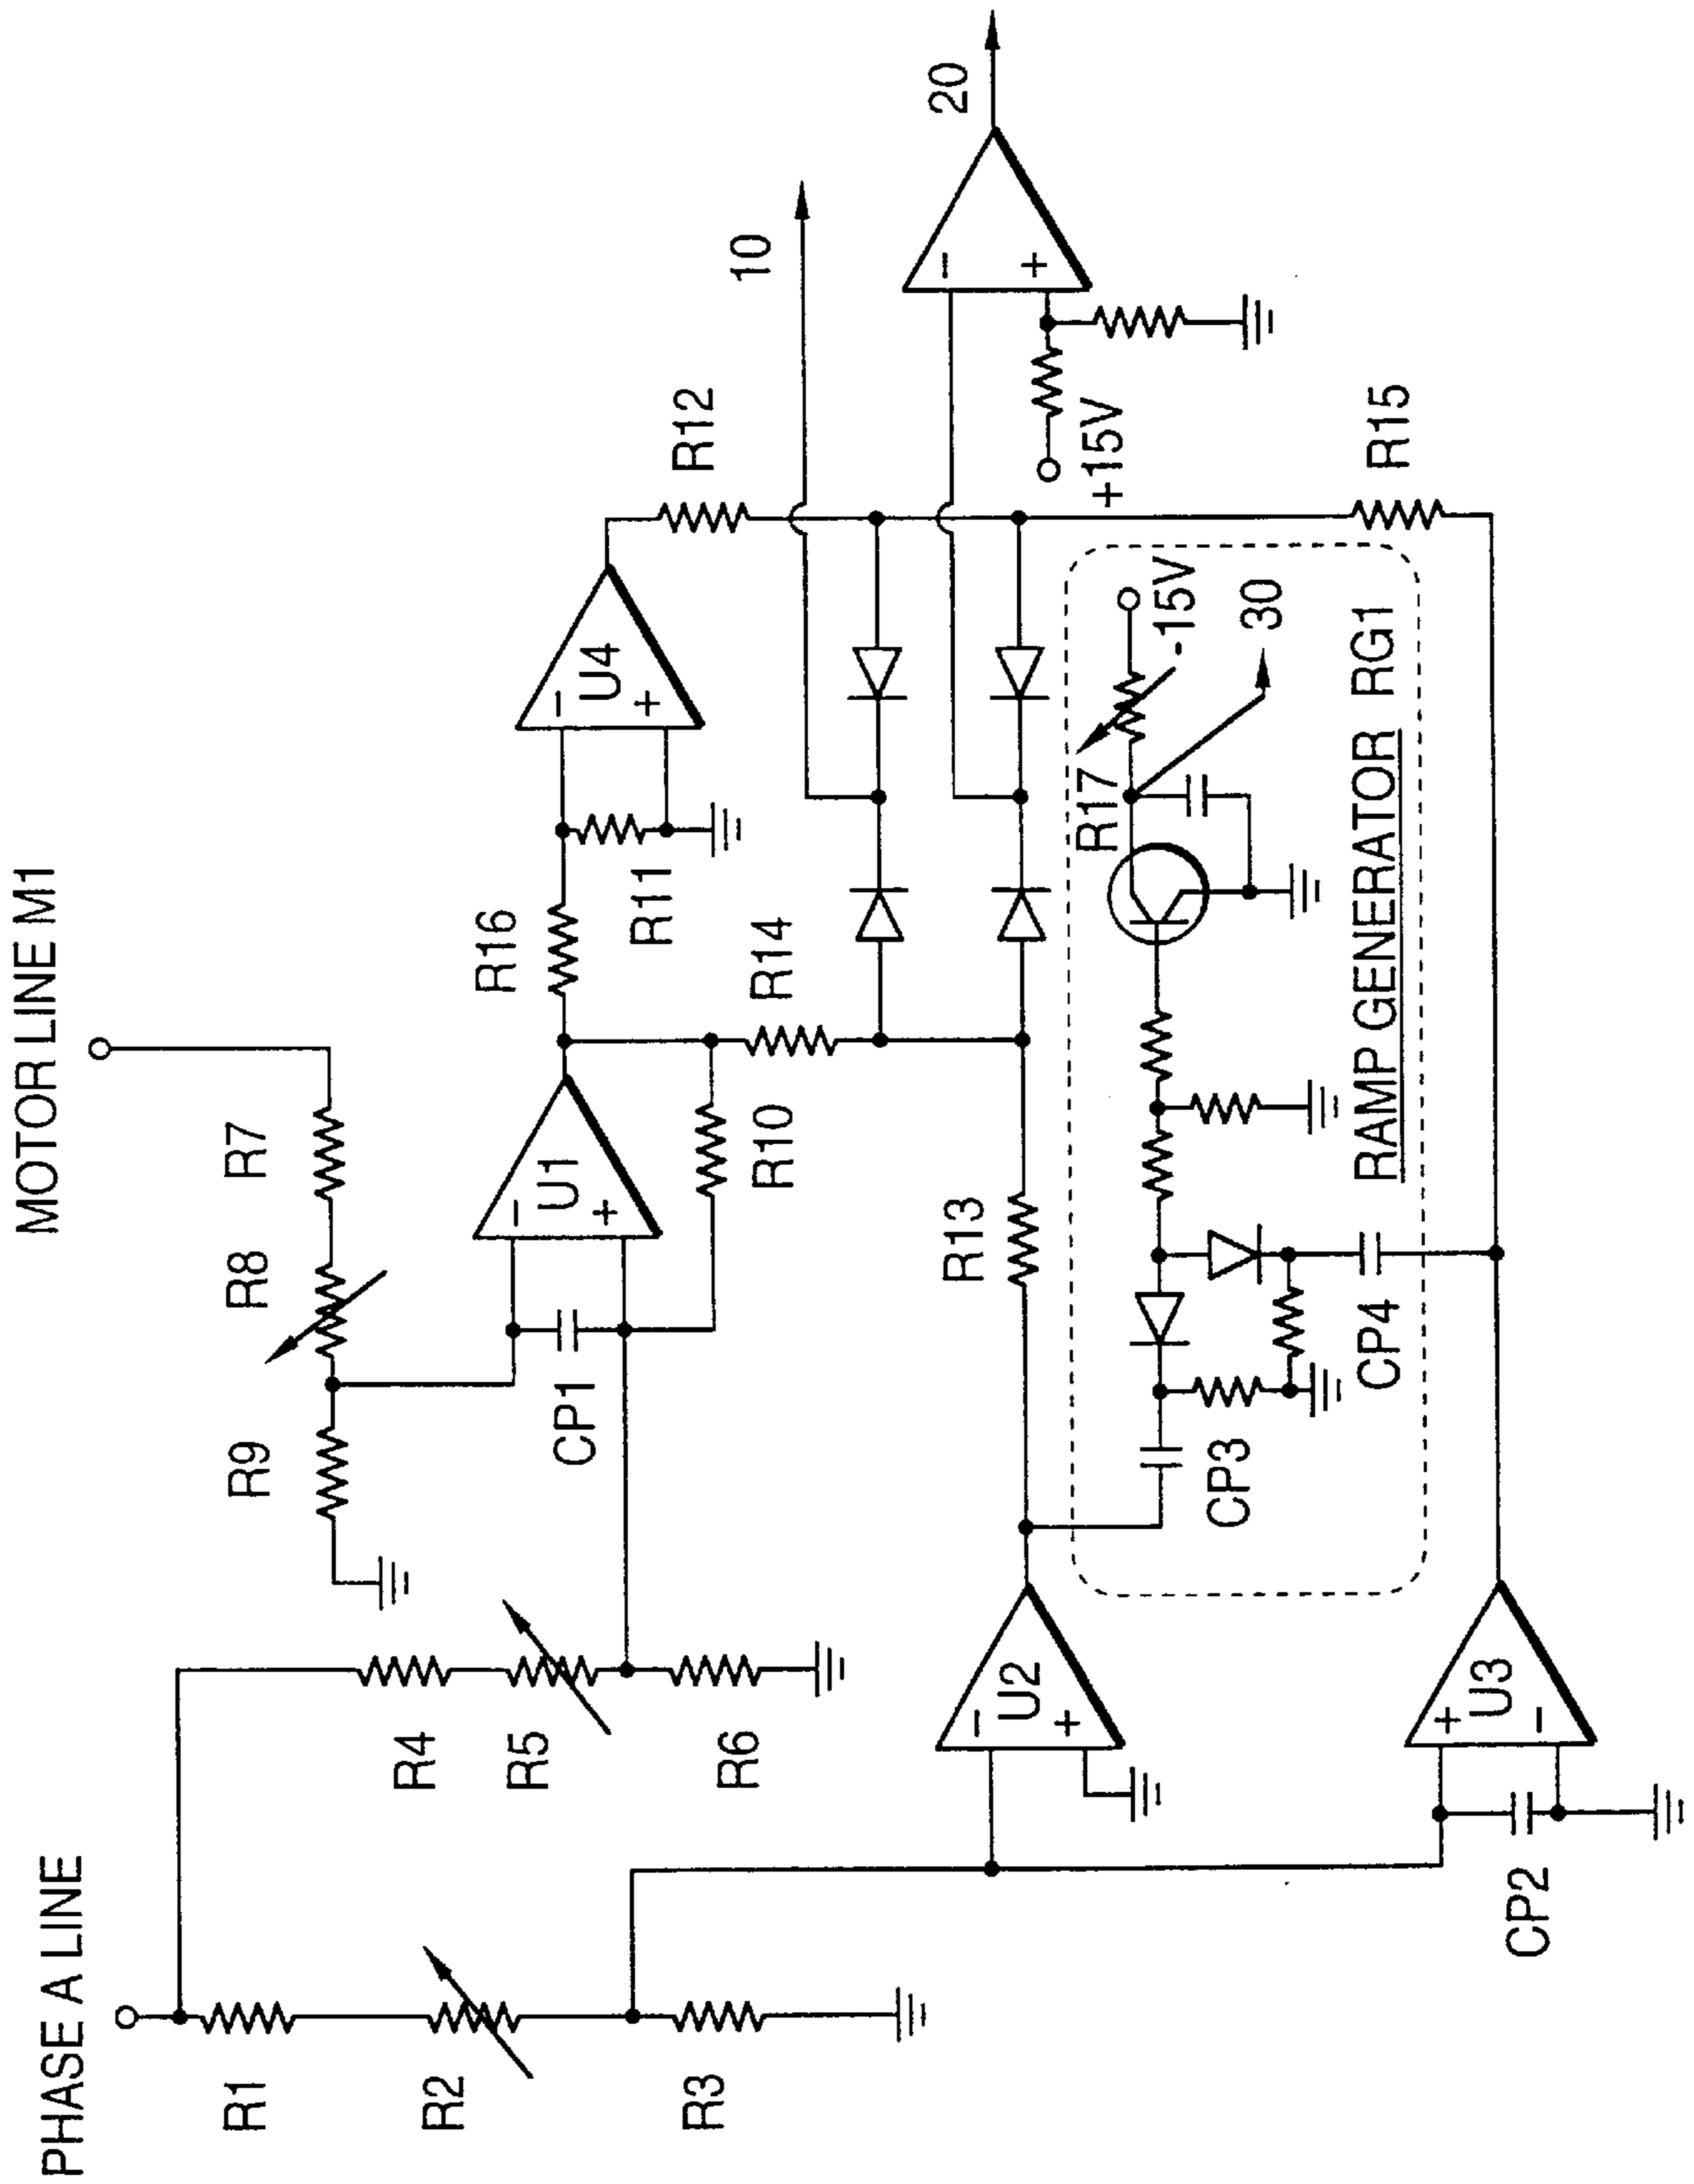 MOTOR LINE M1
PHASE A LINE
R1
R2
R3
R4
R5
R6
R9
R8
R7
CP1
-
+
U1
R10
R16
R11
R14
-
+
U4
R12
10
20
-
+
+15V
R15
-
+
U2
R13
+
-
U3
CP2
CP3
CP4
R17
-15V
30
RAMP GENERATOR RG1